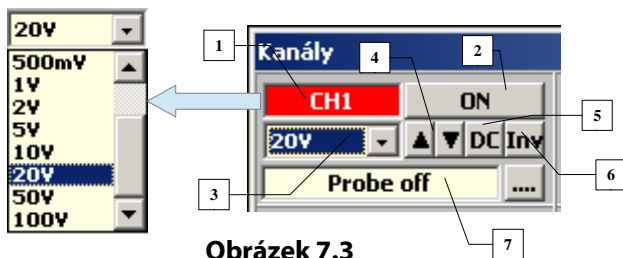 20V
500mV
1V
2V
5V
10V
20V
50V
100V
Kanály
CH1
ON
20V
DC
Inv
Probe off
....
1
2
3
4
5
6
7
Obrázek 7.3